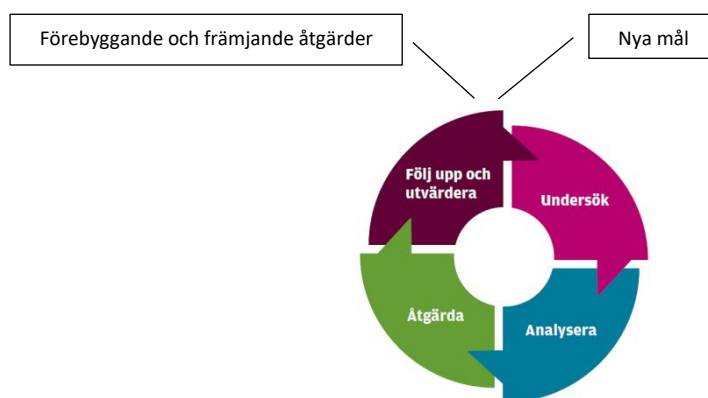 Förebyggande och främjande åtgärder
Nya mål
Följ upp och
utvärdera
Undersök
Åtgärda
Analysera